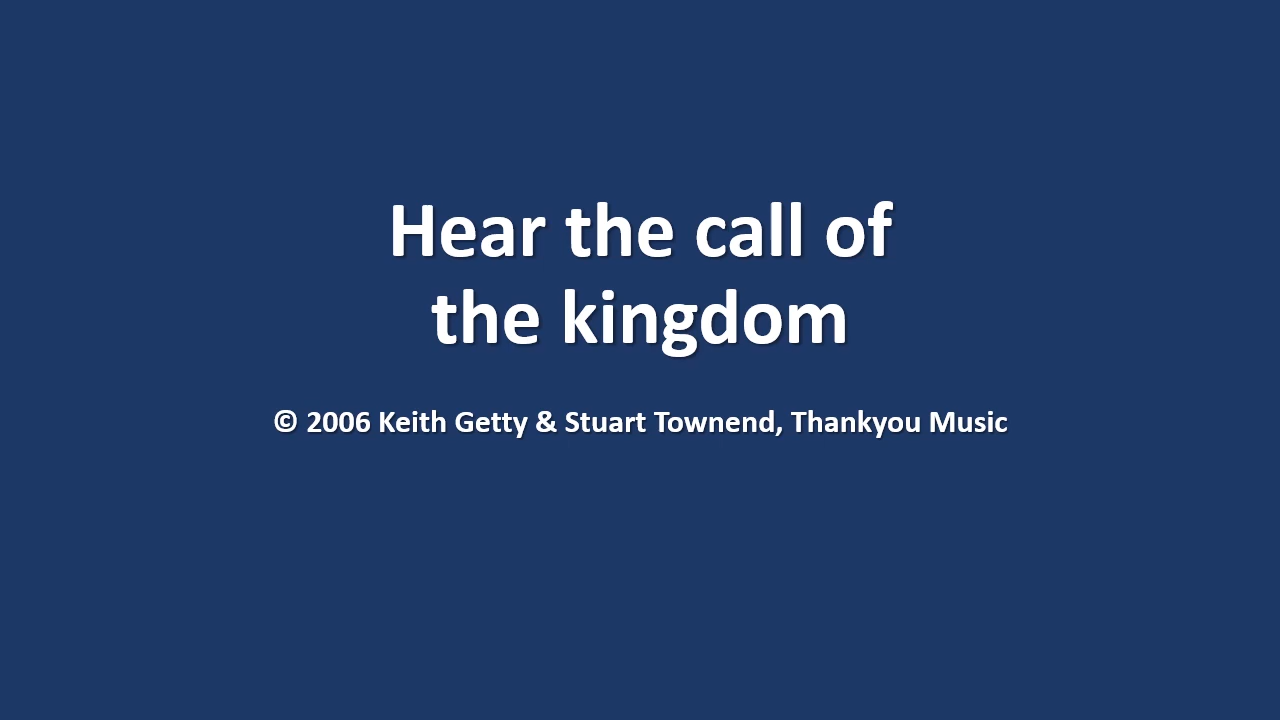 Hear the call of
the kingdom
© 2006 Keith Getty & Stuart Townend, Thankyou Music